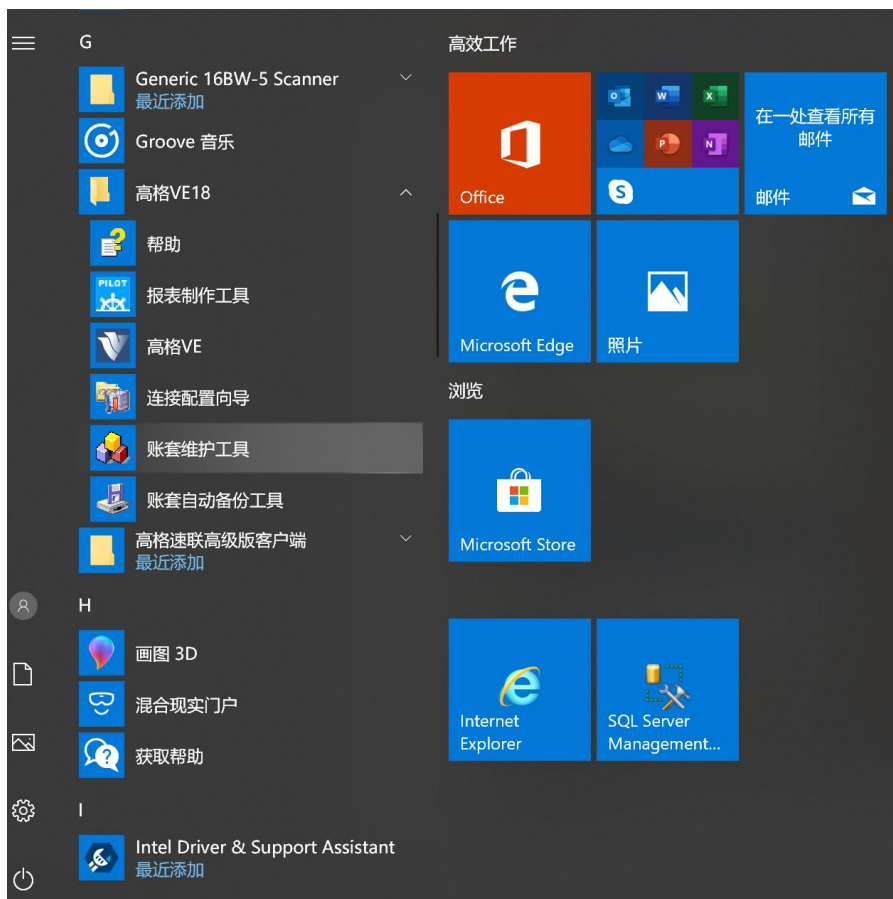 G
Generic 16BW-5 Scanner
最近添加
Groove 音乐
高格VE18
帮助
PILOT
报表制作工具
高格VE
连接配置向导
账套维护工具
账套自动备份工具
高格速联高级版客户端
最近添加
H
画图 3D
混合现实门户
获取帮助
I
Intel Driver & Support Assistant
最近添加
高效工作
Office
在一处查看所有
邮件
邮件
Microsoft Edge
照片
浏览
Microsoft Store
Internet
Explorer
SQL Server
Management...